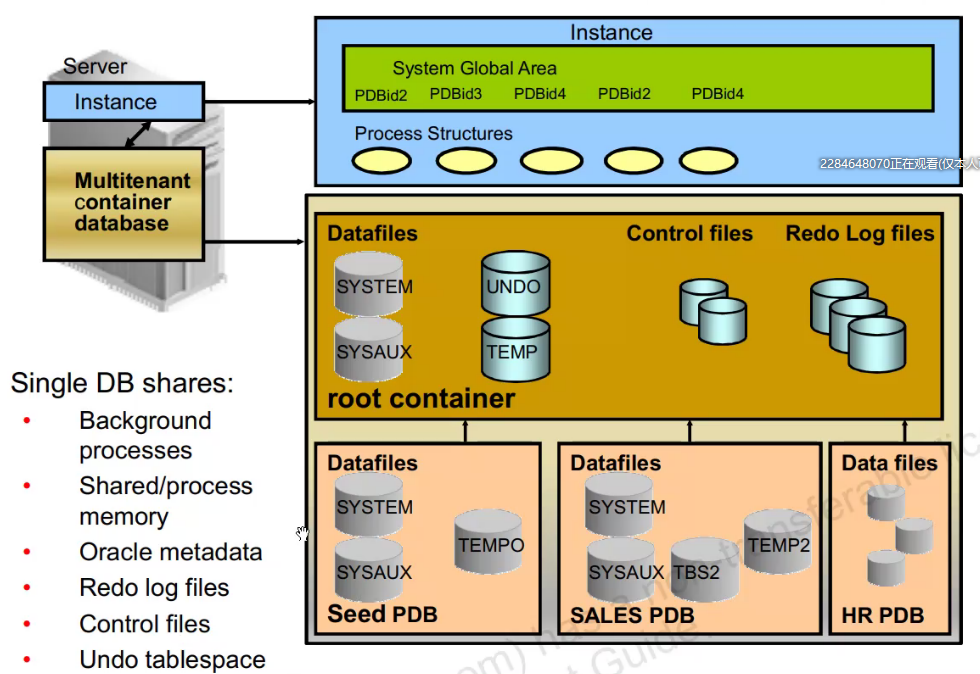 Server
Instance
Multitenant
container
database
Instance
System Global Area
PDBid2 PDBid3 PDBid4 PDBid2 PDBid4
Process Structures
2284648070正在观看(仅本人
Datafiles
Control files
Redo Log files
SYSTEM
UNDO
SYSAUX
TEMP
root container
Datafiles
SYSTEM
SYSAUX
TEMPO
Seed PDB
Datafiles
SYSTEM
SYSAUX
TBS2
TEMP2
SALES PDB
Data files
HR PDB
Single DB shares:
• Background
processes
• Shared/process
memory
• Oracle metadata
• Redo log files
• Control files
• Undo tablespace